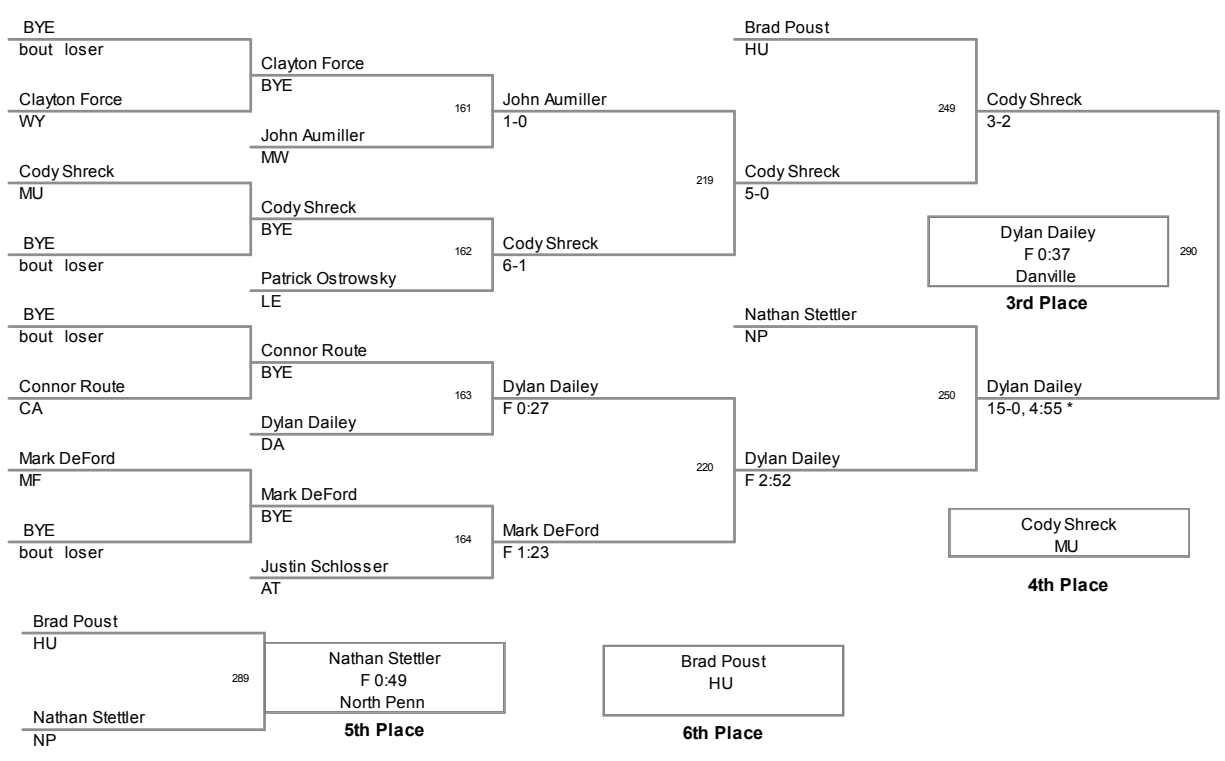 BYE
bout loser
Clayton Force
WY
Cody Shreck
MU
BYE
bout loser
BYE
bout loser
Connor Route
CA
Mark DeFord
MF
BYE
bout loser
Clayton Force
BYE
161
John Aumiller
MW
Cody Shreck
BYE
162
Patrick Ostrowsky
LE
Connor Route
BYE
163
Dylan Dailey
DA
Mark DeFord
BYE
164
Justin Schlosser
AT
John Aumiller
1-0
219
Cody Shreck
6-1
Dylan Dailey
F 0:27
220
Mark DeFord
F 1:23
Brad Poust
HU
249
Cody Shreck
5-0
Nathan Stettler
NP
250
Dylan Dailey
F 2:52
Cody Shreck
3-2
Dylan Dailey
F 0:37
Danville
290
3rd Place
Dylan Dailey
15-0, 4:55 *
Cody Shreck
MU
4th Place
Brad Poust
HU
289
Nathan Stettler
NP
Nathan Stettler
F 0:49
North Penn
5th Place
Brad Poust
HU
6th Place